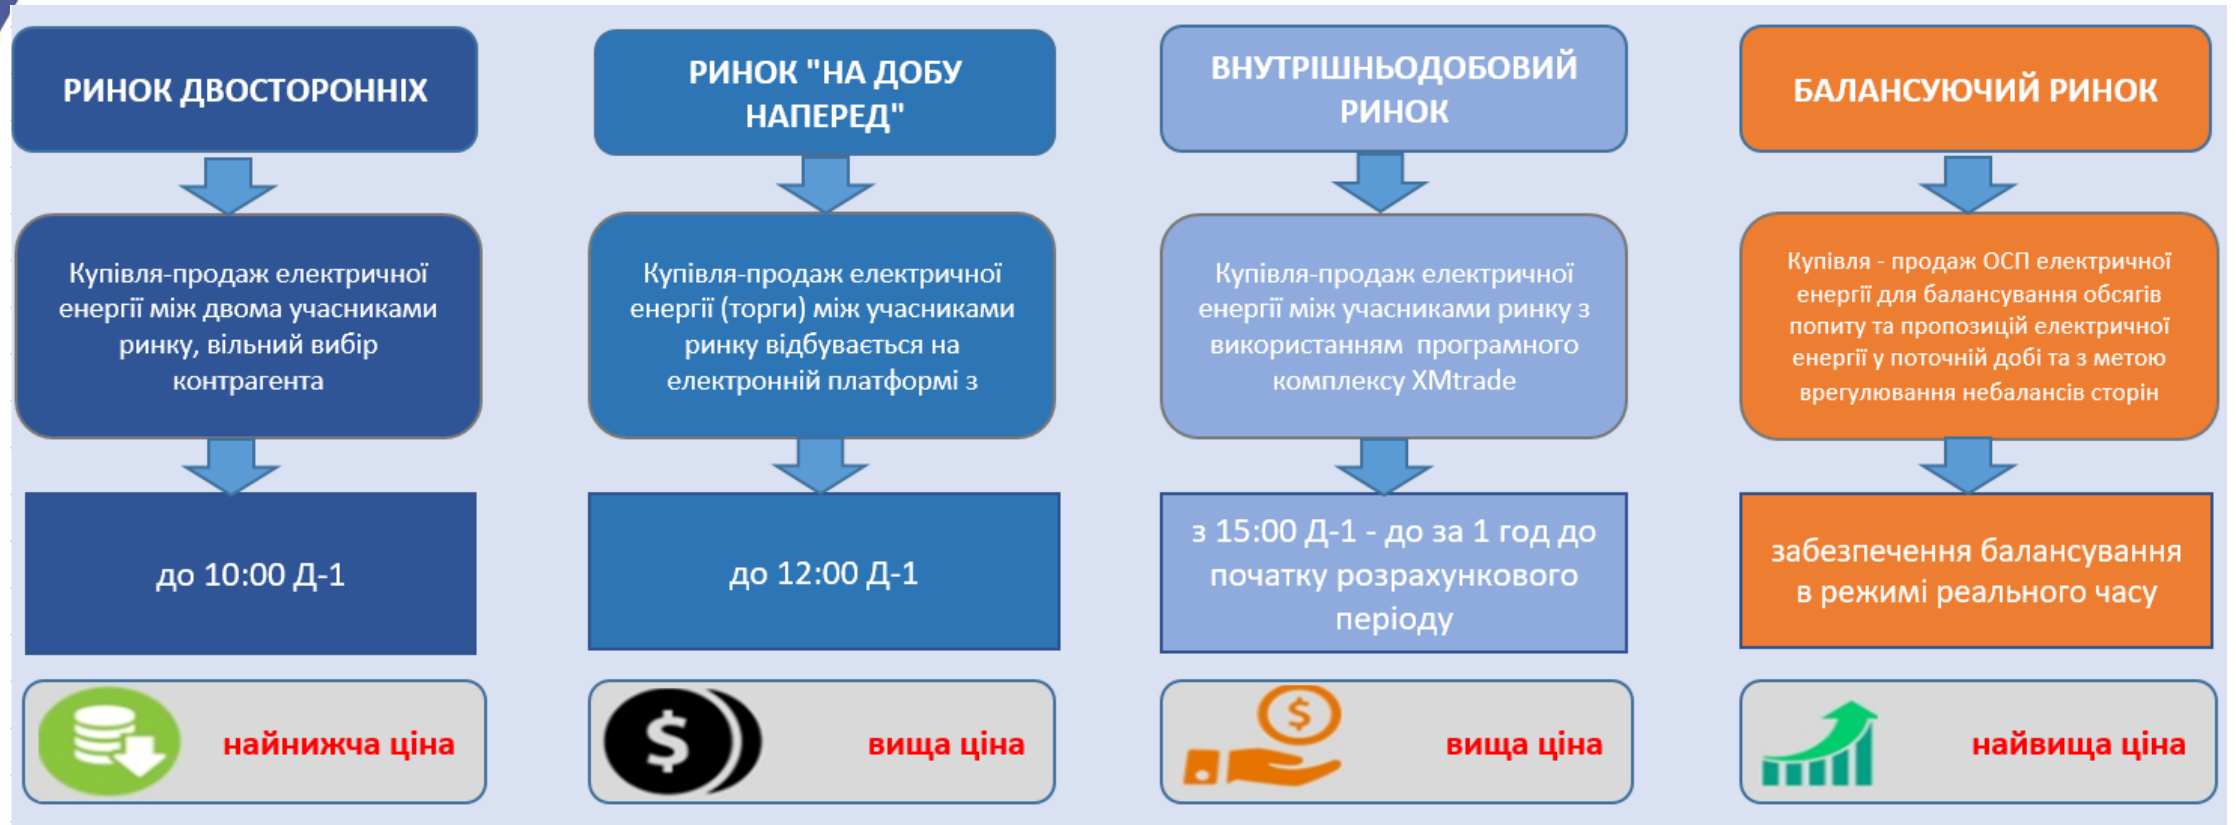 РИНОК ДВОСТОРОННІХ
Купівля-продаж електричної
енергії між двома учасниками
ринку, вільний вибір
контрагента
до 10:00 Д-1
найнижча ціна
РИНОК "НА ДОБУ
НАПЕРЕД"
Купівля-продаж електричної
енергії (торги) між учасниками
ринку відбувається на
електронній платформі з
до 12:00 Д-1
$
вища ціна
ВНУТРІШНЬОДОБОВИЙ
РИНОК
Купівля-продаж електричної
енергії між учасниками ринку з
використанням програмного
комплексу XMtrade
з 15:00 Д-1 - до за 1 год до
початку розрахункового
періоду
$
вища ціна
БАЛАНСУЮЧИЙ РИНОК
Купівля - продаж ОСП електричної
енергії для балансування обсягів
попиту та пропозицій електричної
енергії у поточній добі та з метою
врегулювання небалансів сторін
забезпечення балансування
в режимі реального часу
найвища ціна